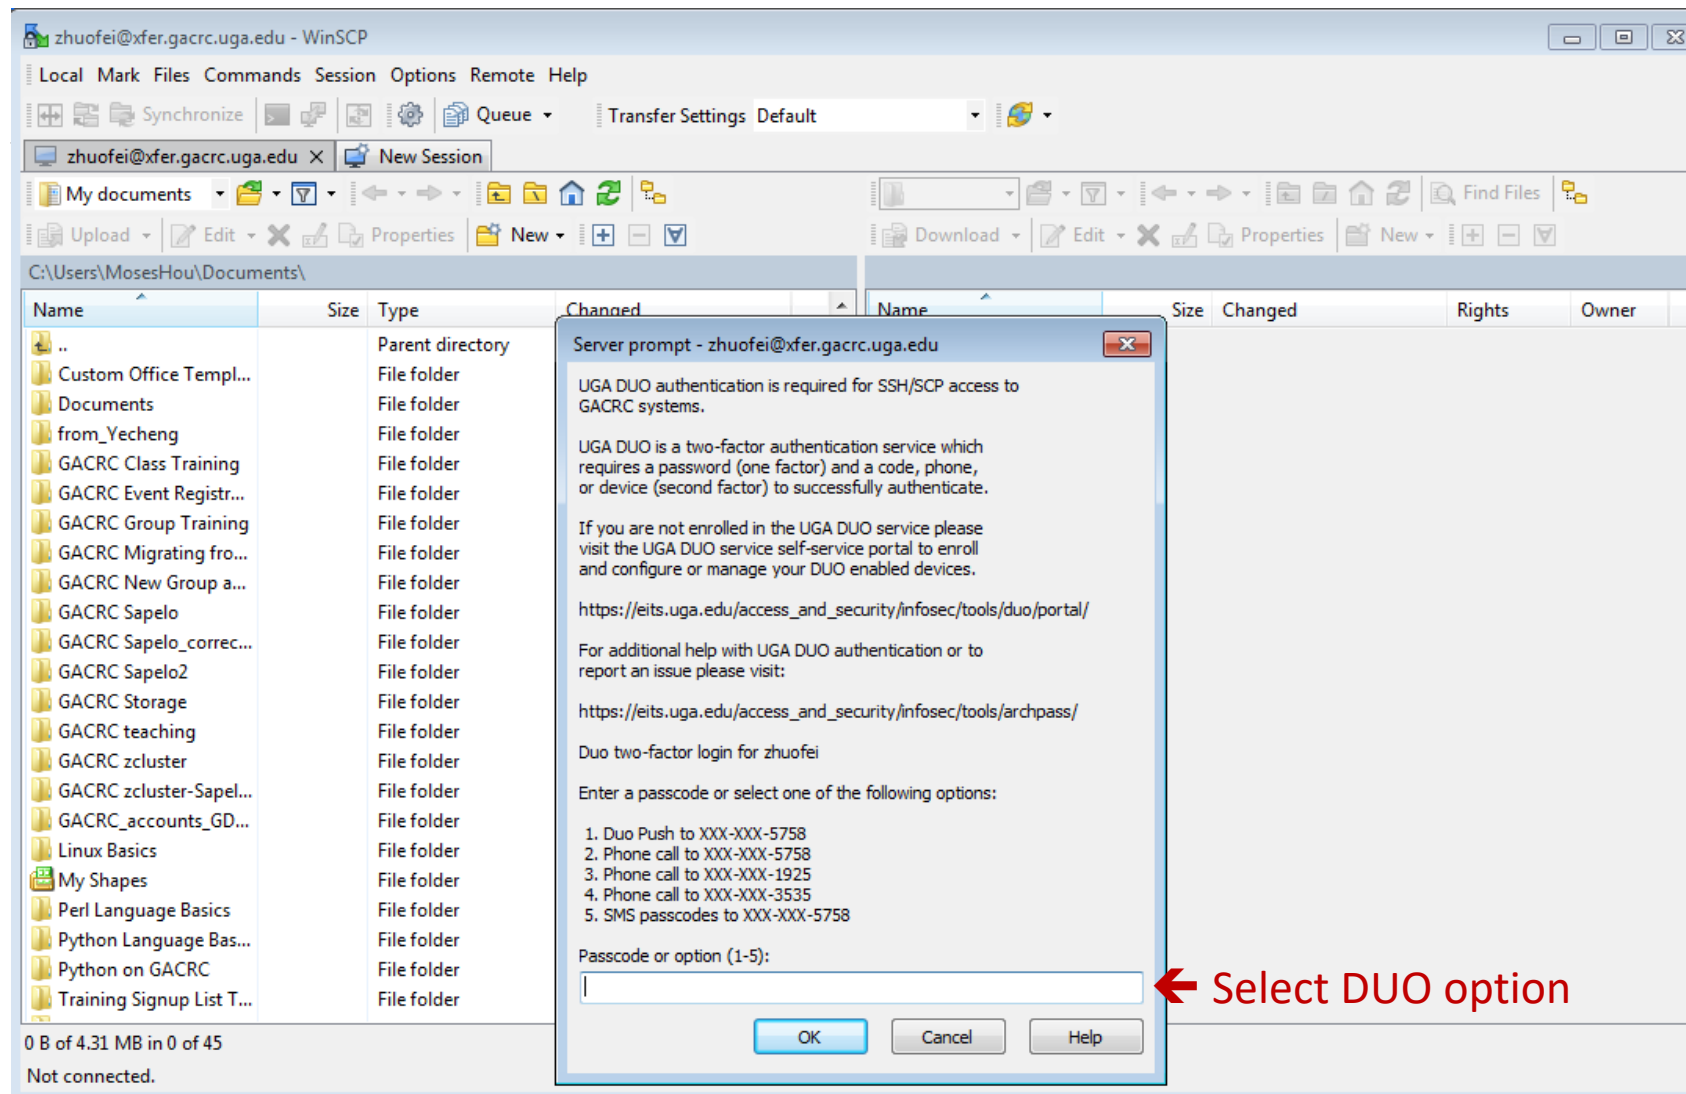 zhuofei@xfer.gacrc.uga.edu - WinSCP
Local Mark Files Commands Session Options Remote Help
Synchronize Queue Transfer Settings Default
zhuofei@xfer.gacrc.uga.edu New Session
My documents Find Files
Upload Edit Properties New Download Edit Properties New
C:\Users\MosesHou\Documents\
Name Size Type Changed Name Size Changed Rights Owner
.. Parent directory
Custom Office Templ... File folder
Documents File folder
from_Yecheng File folder
GACRC Class Training File folder
GACRC Event Registr... File folder
GACRC Group Training File folder
GACRC Migrating fro... File folder
GACRC New Group a... File folder
GACRC Sapelo File folder
GACRC Sapelo_correc... File folder
GACRC Sapelo2 File folder
GACRC Storage File folder
GACRC teaching File folder
GACRC zcluster File folder
GACRC zcluster-Sapel... File folder
GACRC_accounts_GD... File folder
Linux Basics File folder
My Shapes File folder
Perl Language Basics File folder
Python Language Bas... File folder
Python on GACRC File folder
Training Signup List T... File folder
0 B of 4.31 MB in 0 of 45
Not connected.
Server prompt - zhuofei@xfer.gacrc.uga.edu
UGA DUO authentication is required for SSH/SCP access to
GACRC systems.
UGA DUO is a two-factor authentication service which
requires a password (one factor) and a code, phone,
or device (second factor) to successfully authenticate.
If you are not enrolled in the UGA DUO service please
visit the UGA DUO service self-service portal to enroll
and configure or manage your DUO enabled devices.
https://eits.uga.edu/access_and_security/infosec/tools/duo/portal/
For additional help with UGA DUO authentication or to
report an issue please visit:
https://eits.uga.edu/access_and_security/infosec/tools/archpass/
Duo two-factor login for zhuofei
Enter a passcode or select one of the following options:
1. Duo Push to XXX-XXX-5758
2. Phone call to XXX-XXX-5758
3. Phone call to XXX-XXX-1925
4. Phone call to XXX-XXX-3535
5. SMS passcodes to XXX-XXX-5758
Passcode or option (1-5):
OK Cancel Help
Select DUO option